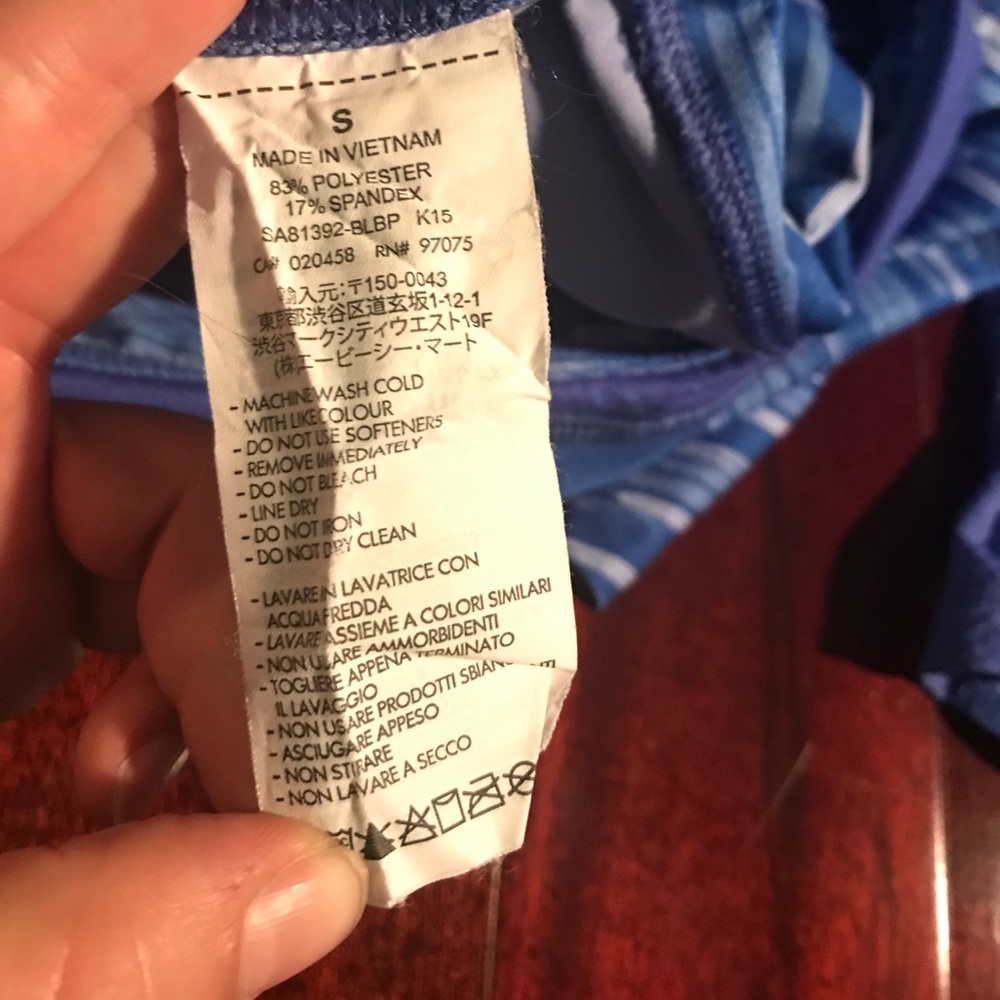 S
MADE IN VIETNAM
83% POLYESTER
17% SPANDEX
SA81392-BLBP K15
CA# 020458 RN# 97075
輸入元:〒150-0043
東京都渋谷区道玄坂1-12-1
渋谷マークシティウエスト19F
(株)エービーシー・マート
- MACHINE WASH COLD
WITH LIKE COLOUR
- DO NOT USE SOFTENERS
- REMOVE IMMEDIATELY
- DO NOT BLEACH
- LINE DRY
- DO NOT IRON
- DO NOT DRY CLEAN
- LAVARE IN LAVATRICE CON
ACQUA FREDDA
- LAVARE ASSIEME A COLORI SIMILARI
- NON USARE AMMORBIDENTI
- TOGLIERE APPENA TERMINATO
IL LAVAGGIO
- NON USARE PRODOTTI SBIANCANTI
- ASCIUGARE APPESO
- NON STIRARE
- NON LAVARE A SECCO